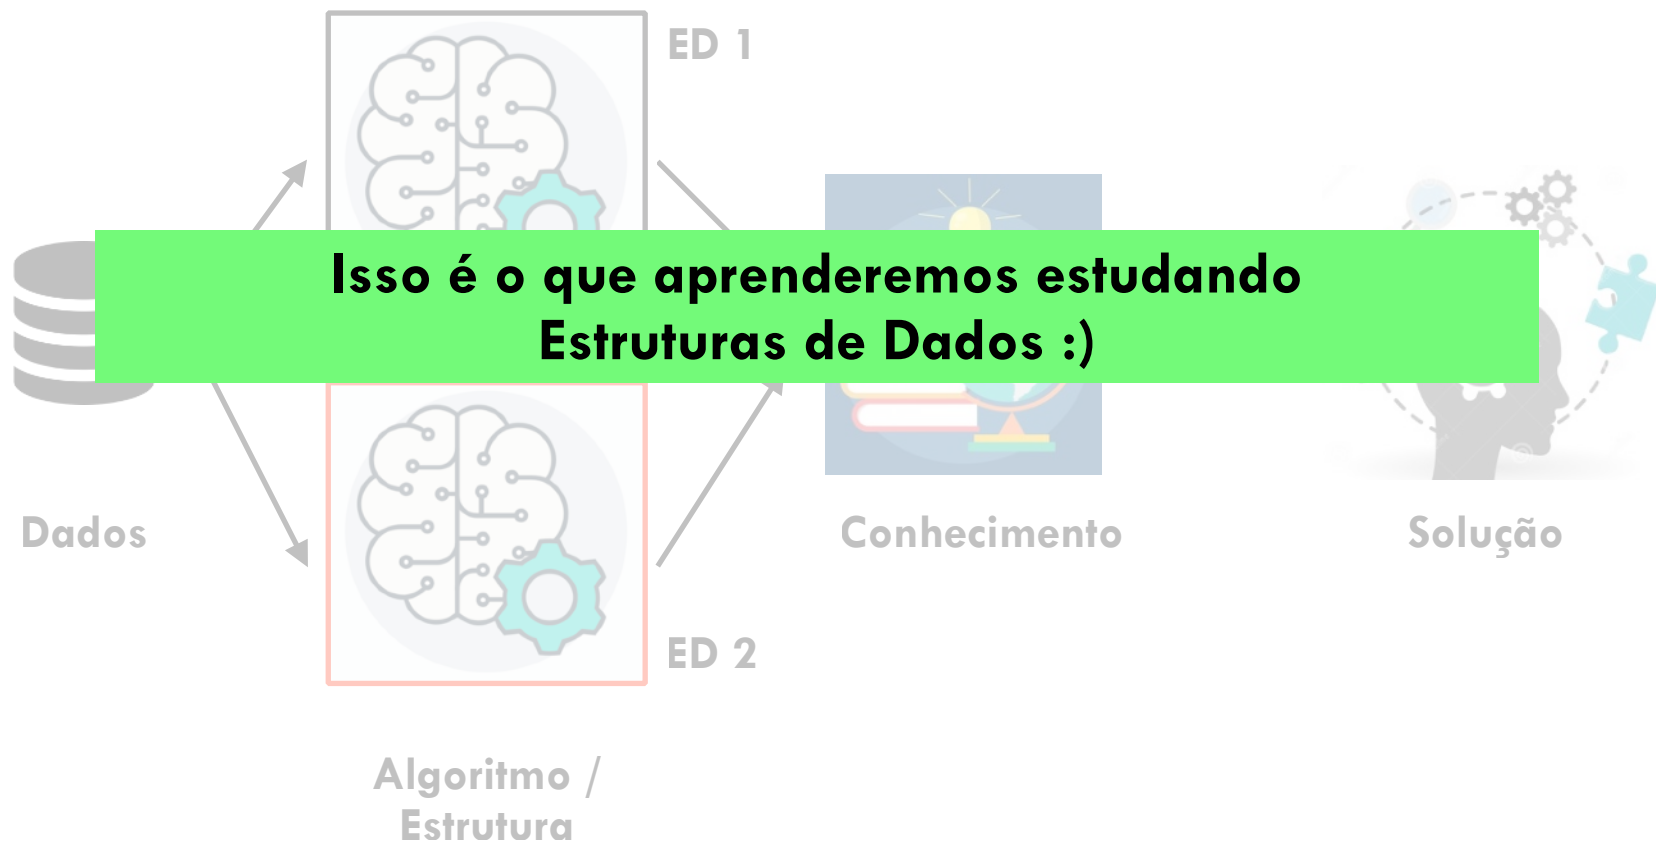 ED 1
Isso é o que aprenderemos estudando
Estruturas de Dados :)
Dados
Conhecimento
Solução
ED 2
Algoritmo /
Estrutura